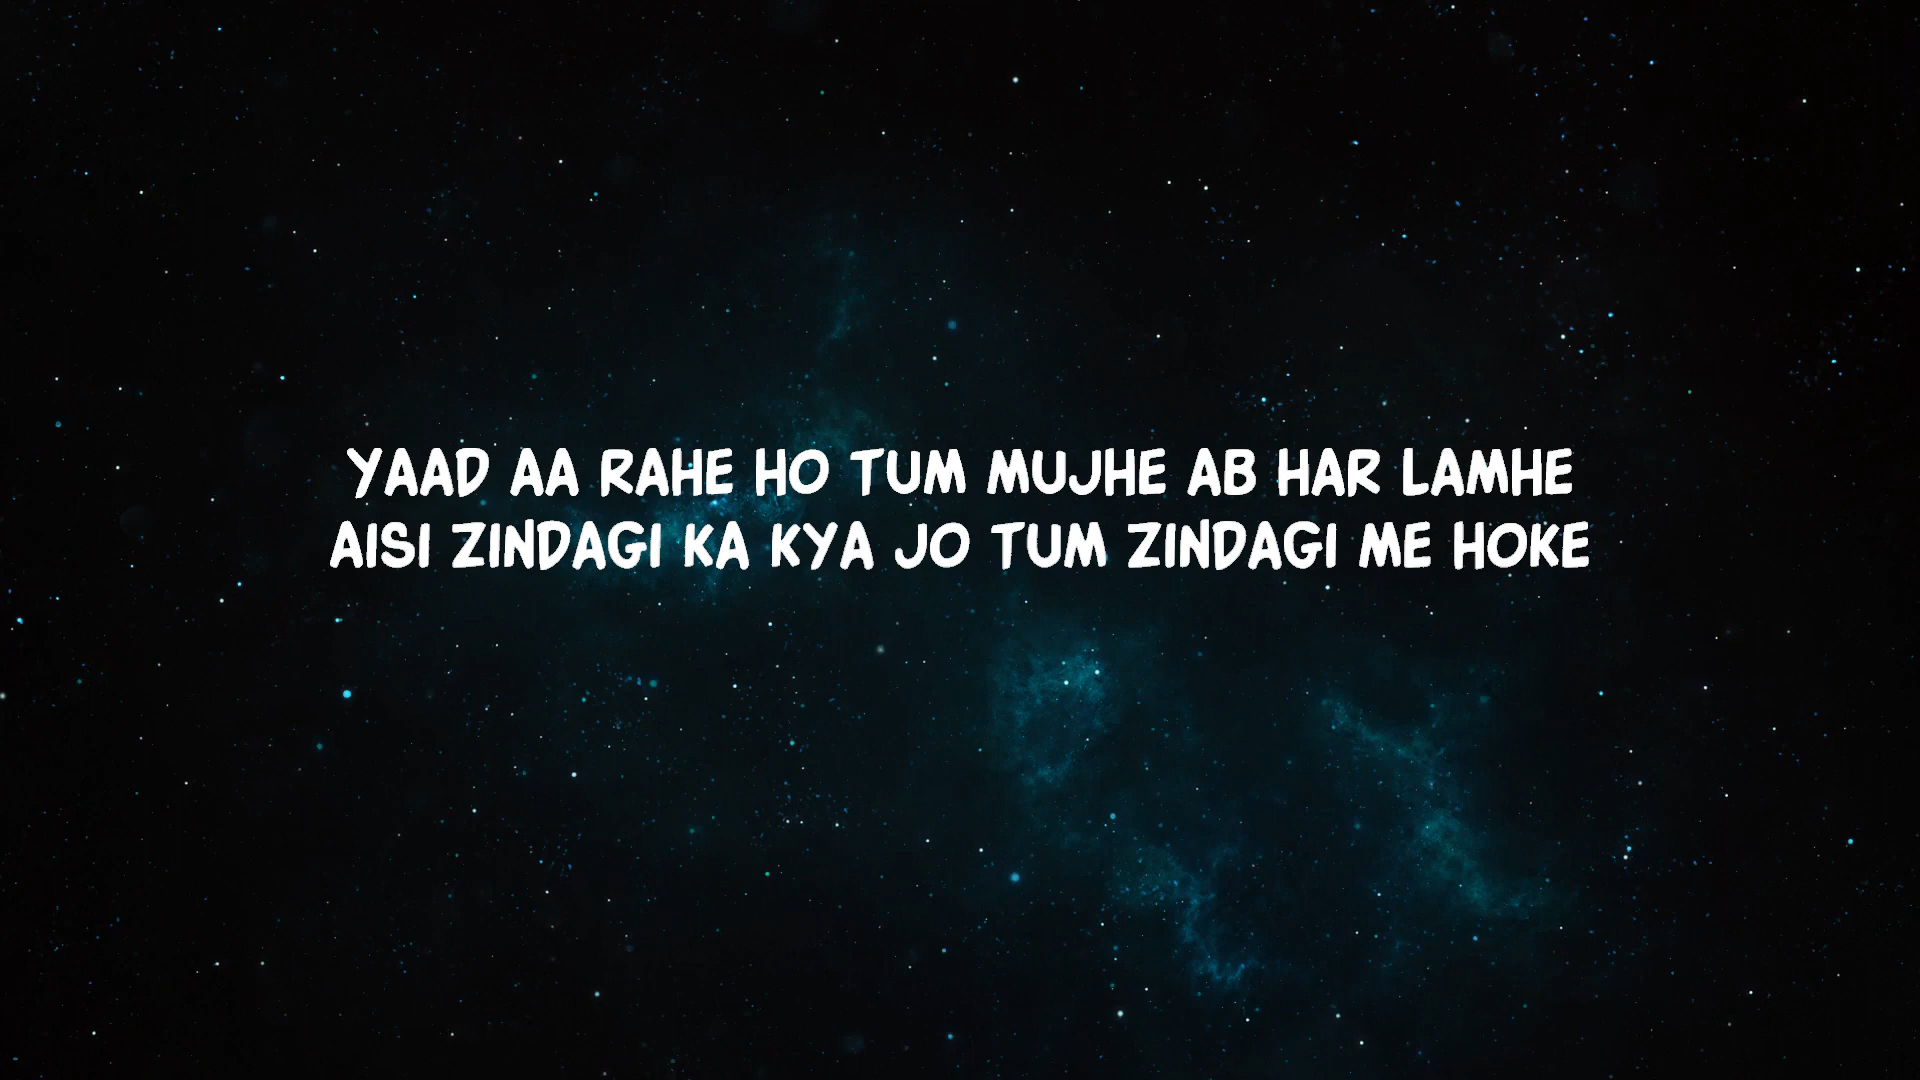 YAAD AA RAHE HO TUM MUJHE AB HAR LAMHE
AISI ZINDAGI KA KYA JO TUM ZINDAGI ME HOKE